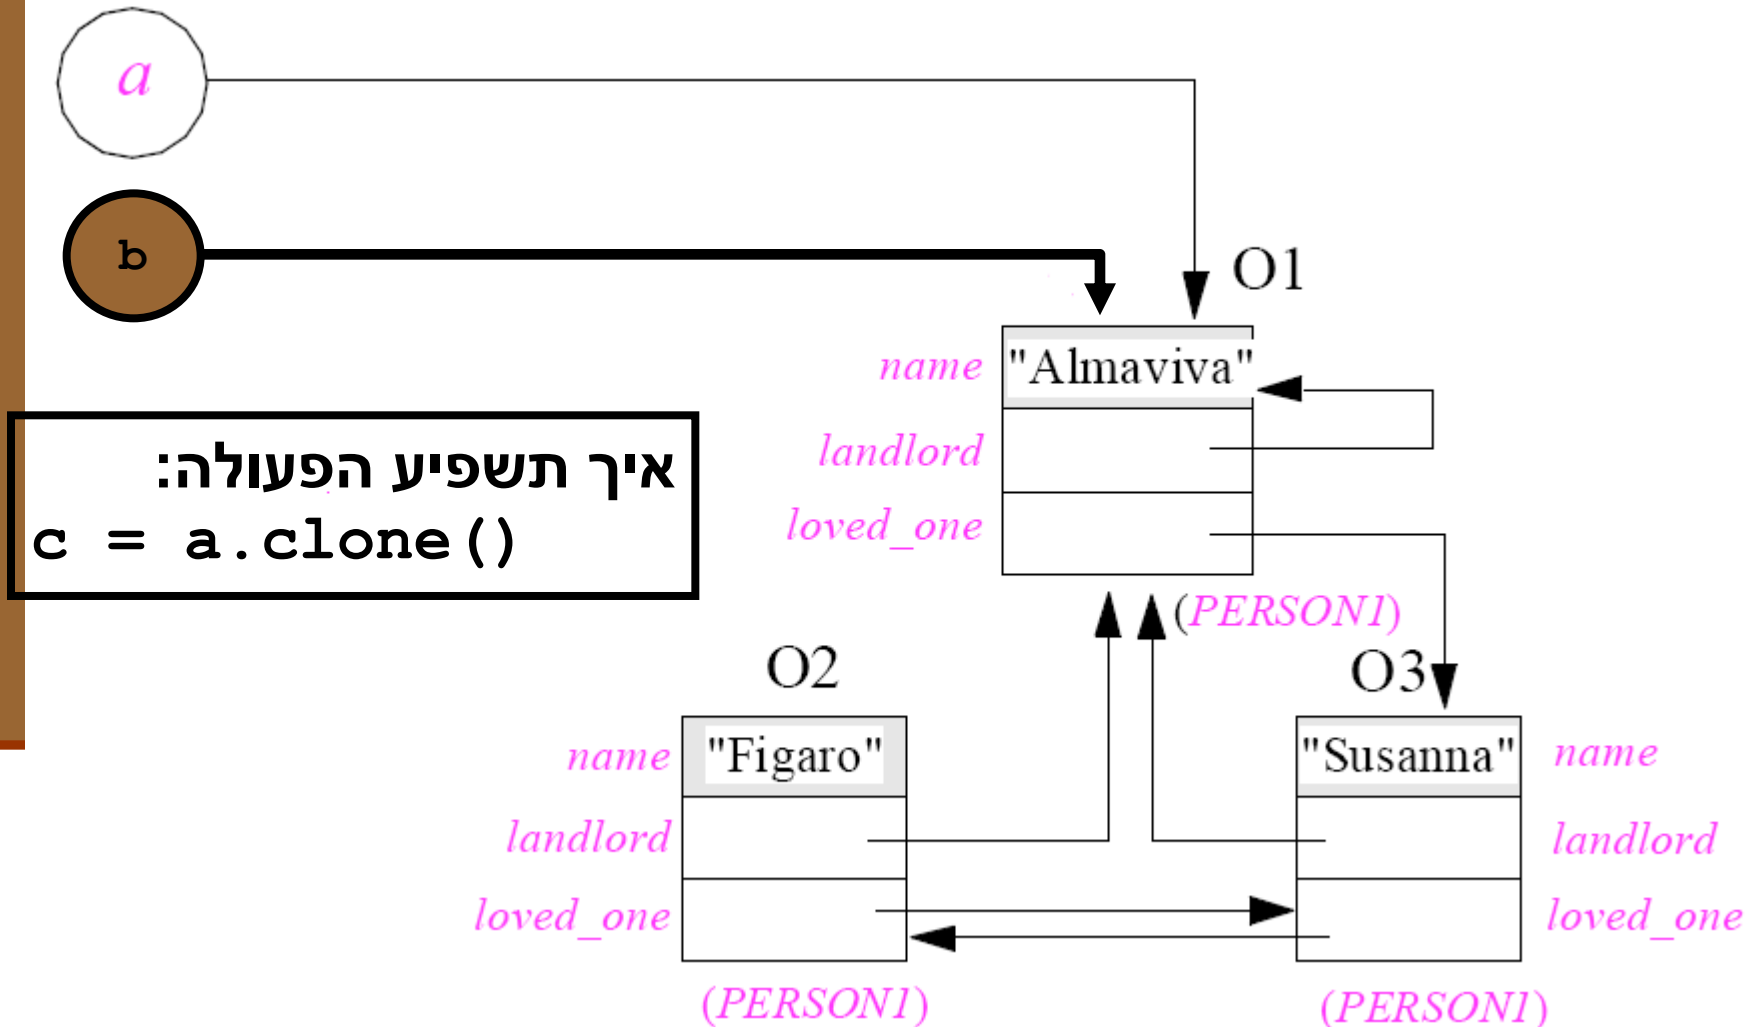 a
b
O1
name "Almaviva"
landlord
loved_one
(PERSON1)
איך תשפיע הפעולה:
c = a.clone()
O2
name "Figaro"
landlord
loved_one
(PERSON1)
O3
"Susanna" name
landlord
loved_one
(PERSON1)